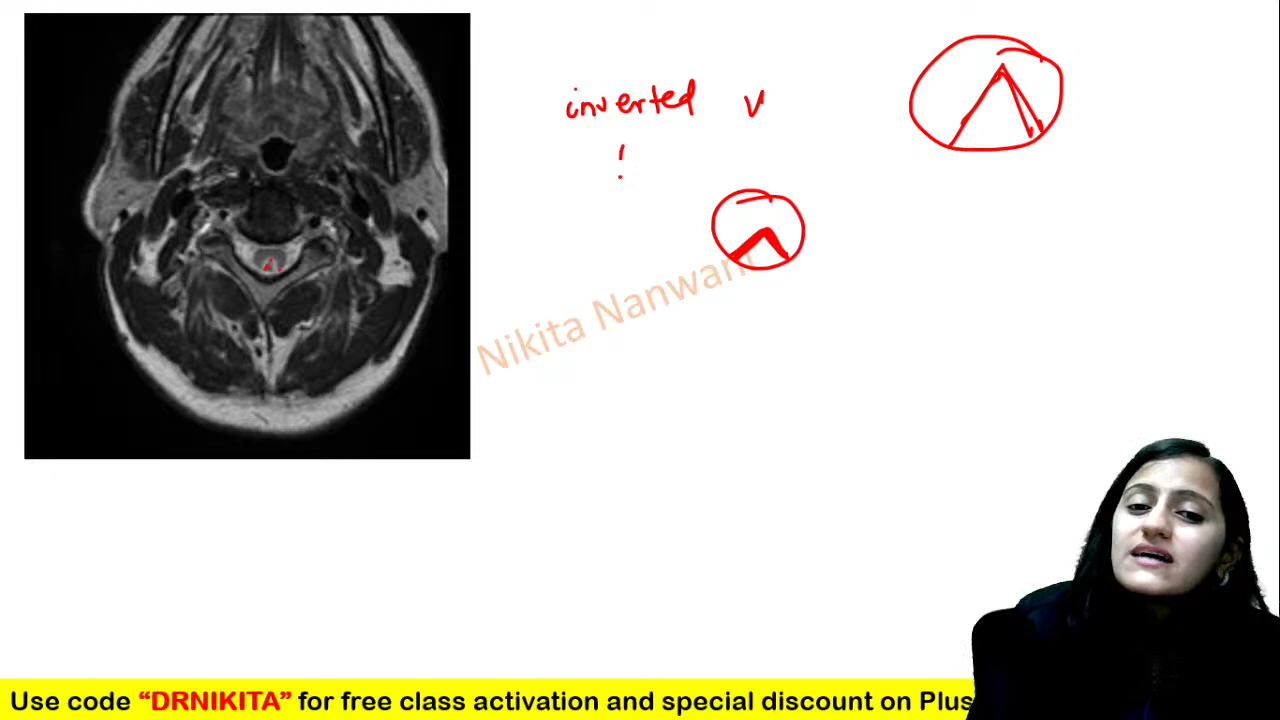 inverted v
!
Nikita Nanwani
Use code “DRNIKITA” for free class activation and special discount on Plus